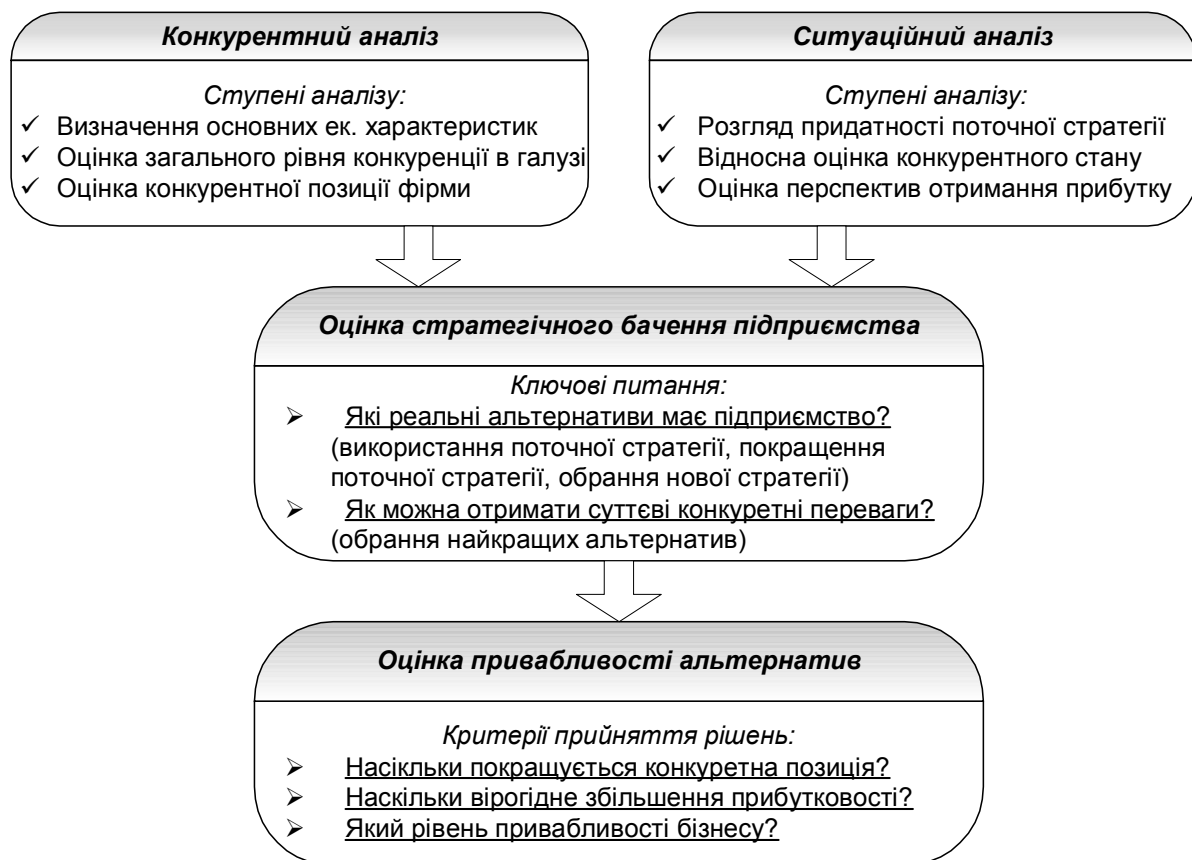 Конкурентний аналіз
Ступені аналізу:
✓ Визначення основних ек. характеристик
✓ Оцінка загального рівня конкуренції в галузі
✓ Оцінка конкурентної позиції фірми
Ситуаційний аналіз
Ступені аналізу:
✓ Розгляд придатності поточної стратегії
✓ Відносна оцінка конкурентного стану
✓ Оцінка перспектив отримання прибутку
Оцінка стратегічного бачення підприємства
Ключові питання:
➢ Які реальні альтернативи має підприємство?
(використання поточної стратегії, покращення
поточної стратегії, обрання нової стратегії)
➢ Як можна отримати суттєві конкуретні переваги?
(обрання найкращих альтернатив)
Оцінка привабливості альтернатив
Критерії прийняття рішень:
➢ Насікльки покращується конкуретна позиція?
➢ Наскільки вірогідне збільшення прибутковості?
➢ Який рівень привабливості бізнесу?